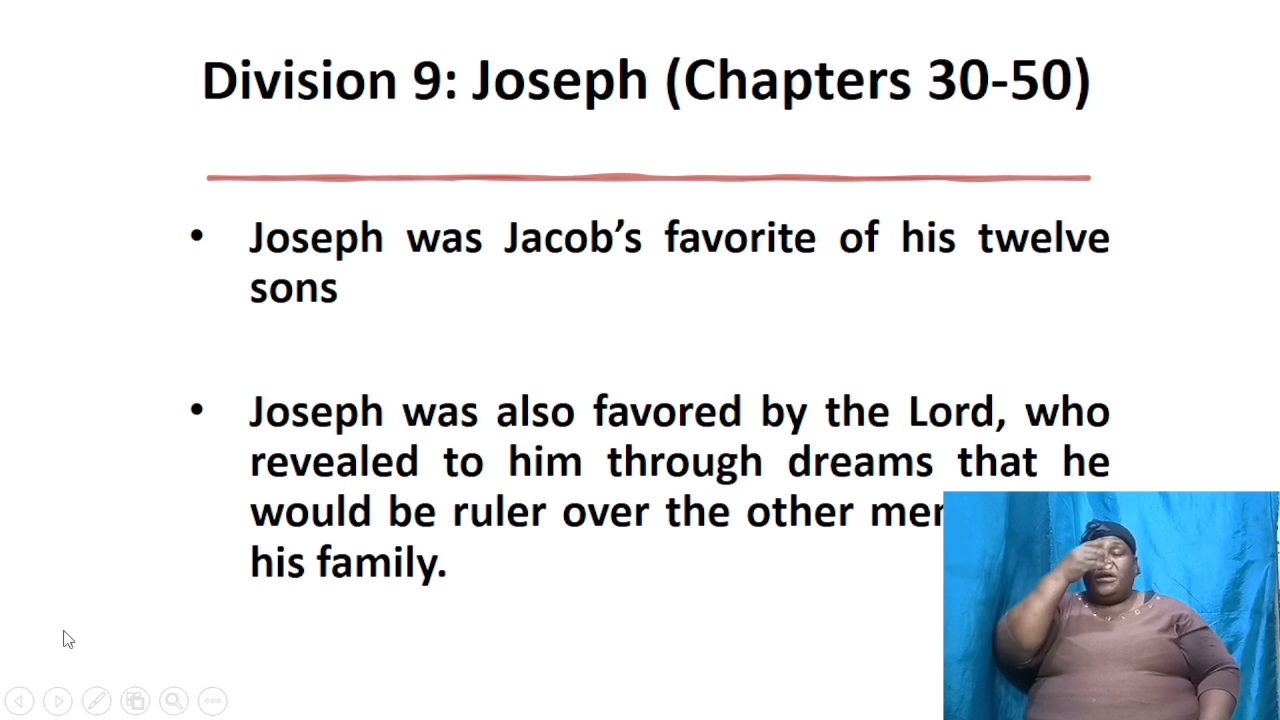 Division 9: Joseph (Chapters 30-50)
• Joseph was Jacob’s favorite of his twelve
sons
• Joseph was also favored by the Lord, who
revealed to him through dreams that he
would be ruler over the other
his family.